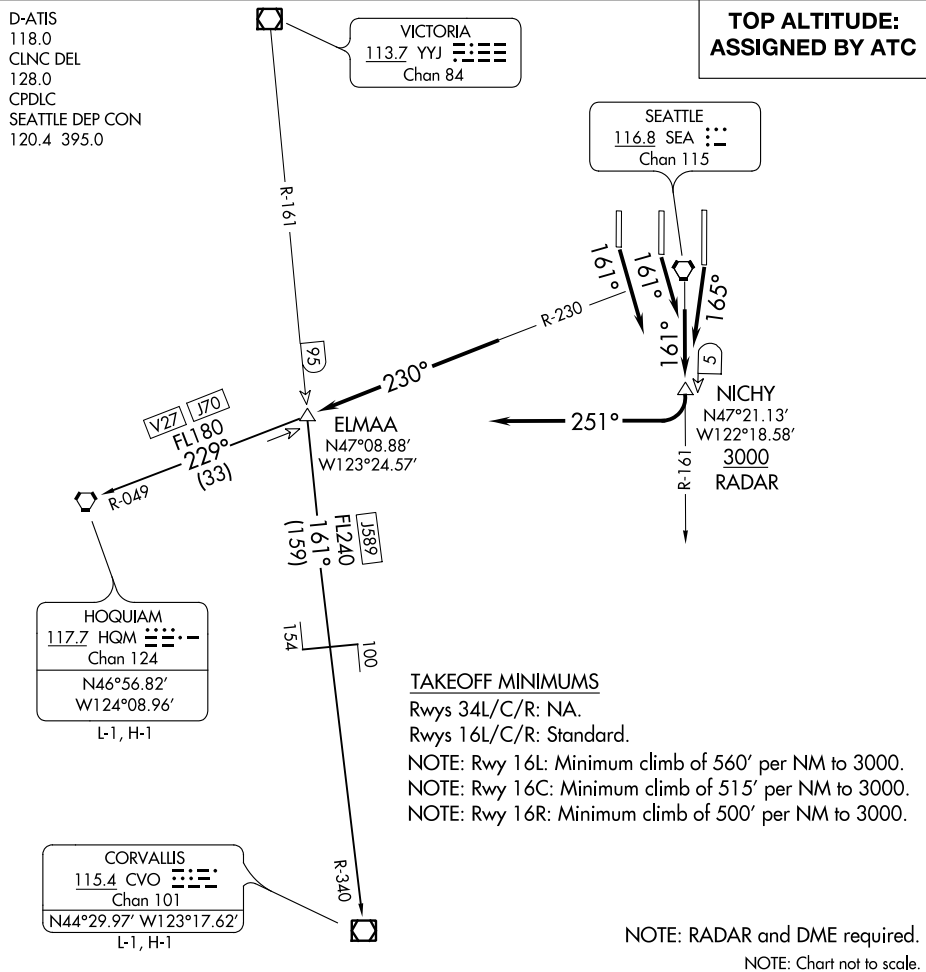 D-ATIS
118.0
CLNC DEL
128.0
CPDLC
SEATTLE DEP CON
120.4 395.0
TOP ALTITUDE:
ASSIGNED BY ATC
VICTORIA
113.7 YYJ
Chan 84
SEATTLE
116.8 SEA
Chan 115
R-161
95
161°
161°
165°
161°
5
R-230
230°
251°
NICHY
N47°21.13’
W122°18.58’
3000
RADAR
R-161
ELMAA
N47°08.88’
W123°24.57’
V27
J70
FL180
229°
(33)
R-049
J589
FL240
161°
(159)
154
100
R-340
HOQUIAM
117.7 HQM
Chan 124
N46°56.82’
W124°08.96’
L-1, H-1
TAKEOFF MINIMUMS
Rwys 34L/C/R: NA.
Rwys 16L/C/R: Standard.
NOTE: Rwy 16L: Minimum climb of 560’ per NM to 3000.
NOTE: Rwy 16C: Minimum climb of 515’ per NM to 3000.
NOTE: Rwy 16R: Minimum climb of 500’ per NM to 3000.
CORVALLIS
115.4 CVO
Chan 101
N44°29.97’ W123°17.62’
L-1, H-1
NOTE: RADAR and DME required.
NOTE: Chart not to scale.